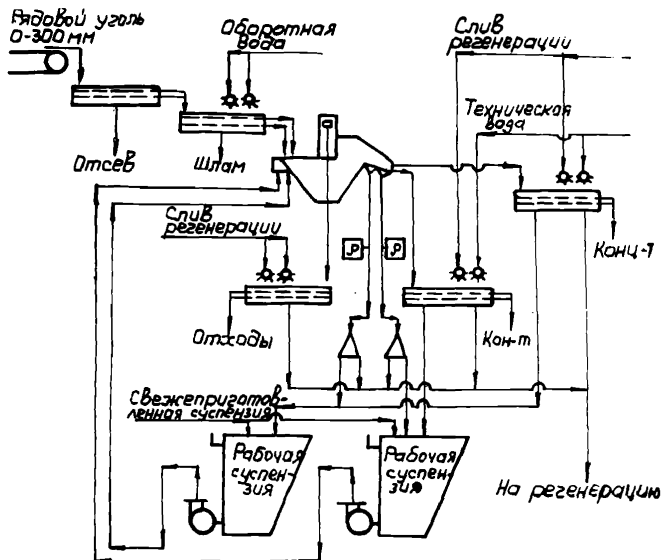 Рядовой уголь
0-300 мм
Оборотная
вода
Слив
регенерации
Техническая
вода
Отсев
Шлам
Слив
регенерации
ρ
ρ
Конц-т
Отходы
Кон-т
Свежеприготов-
ленная суспензия
Рабочая
суспен-
зия
Рабочая
суспен-
зия
На регенерацию